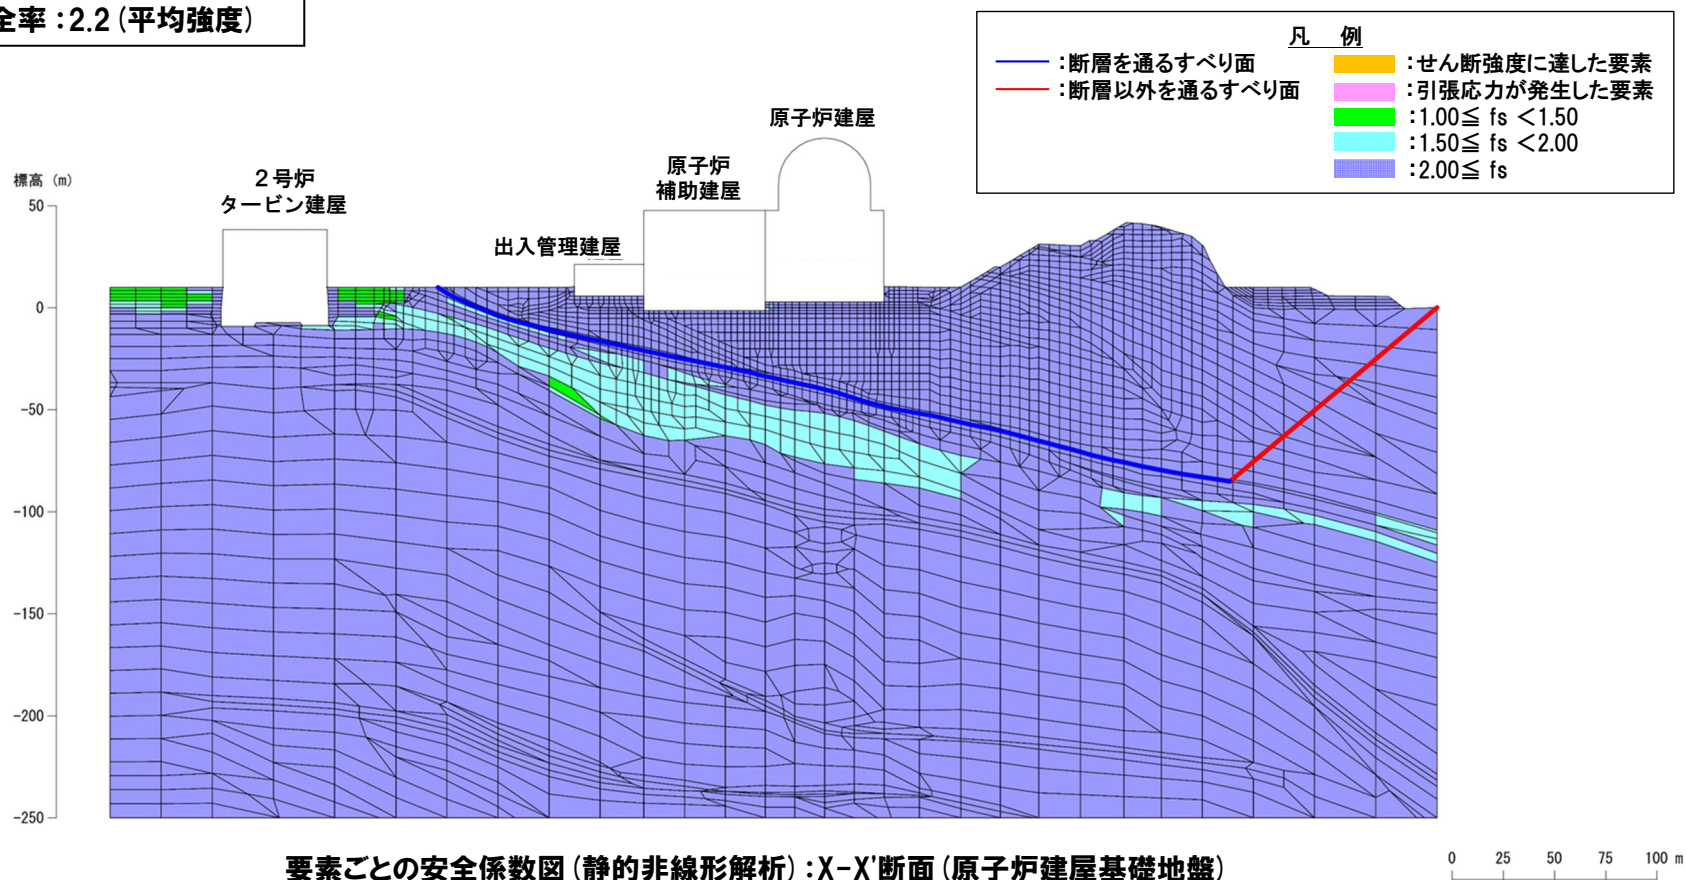 全率:2.2(平均強度)
凡 例
:断層を通るすべり面
:断層以外を通るすべり面
:せん断強度に達した要素
:引張応力が発生した要素
:1.00≦ fs <1.50
:1.50≦ fs <2.00
:2.00≦ fs
原子炉建屋
原子炉
補助建屋
2号炉
タービン建屋
出入管理建屋
標高 (m)
50
0
-50
-100
-150
-200
-250
要素ごとの安全係数図(静的非線形解析):X-X'断面(原子炉建屋基礎地盤)
0 25 50 75 100 m